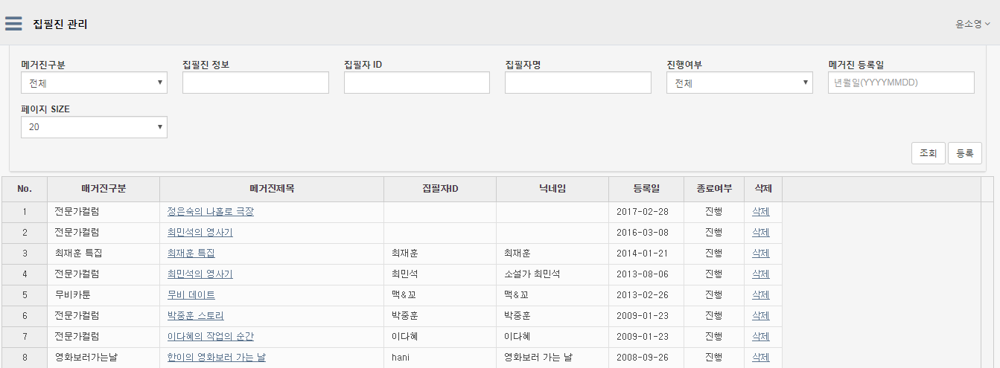 집필진 관리
윤소영
메거진구분 집필진 정보 집필자 ID 집필자명 진행여부 메거진 등록일
전체 전체 년월일(YYYYMMDD)
페이지 SIZE
20
조회 등록
No. 매거진구분 메거진제목 집필자ID 닉네임 등록일 종료여부 삭제
1 전문가컬럼 정은숙의 나홀로 극장 2017-02-28 진행 삭제
2 전문가컬럼 최민석의 영사기 2016-03-08 진행 삭제
3 최재훈 특집 최재훈 특집 최재훈 최재훈 2014-01-21 진행 삭제
4 전문가컬럼 최민석의 영사기 최민석 소설가 최민석 2013-08-06 진행 삭제
5 무비카툰 무비 데이트 맥&꼬 맥&꼬 2013-02-26 진행 삭제
6 전문가컬럼 박중훈 스토리 박중훈 박중훈 2009-01-23 진행 삭제
7 전문가컬럼 이다혜의 작업의 순간 이다혜 이다혜 2009-01-23 진행 삭제
8 영화보러가는날 한이의 영화보러 가는 날 hani 영화보러 가는 날 2008-09-26 진행 삭제